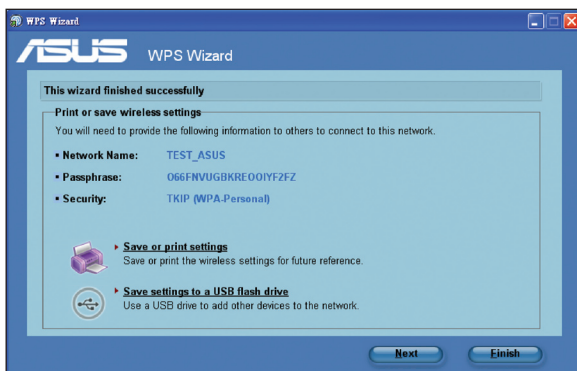 WPS Wizard
ASUS WPS Wizard
This wizard finished successfully
Print or save wireless settings
You will need to provide the following information to others to connect to this network.
▪ Network Name: TEST_ASUS
▪ Passphrase: O66FNVUGBKREOOIYF2FZ
▪ Security: TKIP (WPA-Personal)
Save or print settings
Save or print the wireless settings for future reference.
Save settings to a USB flash drive
Use a USB drive to add other devices to the network.
Next Finish